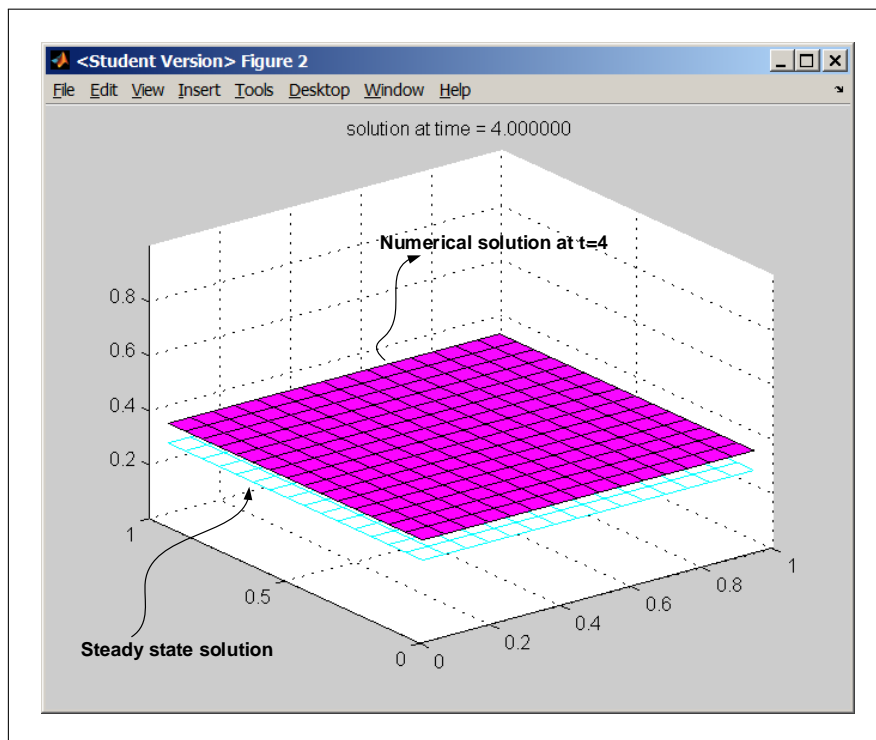 <Student Version> Figure 2
File Edit View Insert Tools Desktop Window Help
solution at time = 4.000000
Numerical solution at t=4
0.8
0.6
0.4
0.2
1
0.5
0
0
0.2
0.4
0.6
0.8
1
Steady state solution